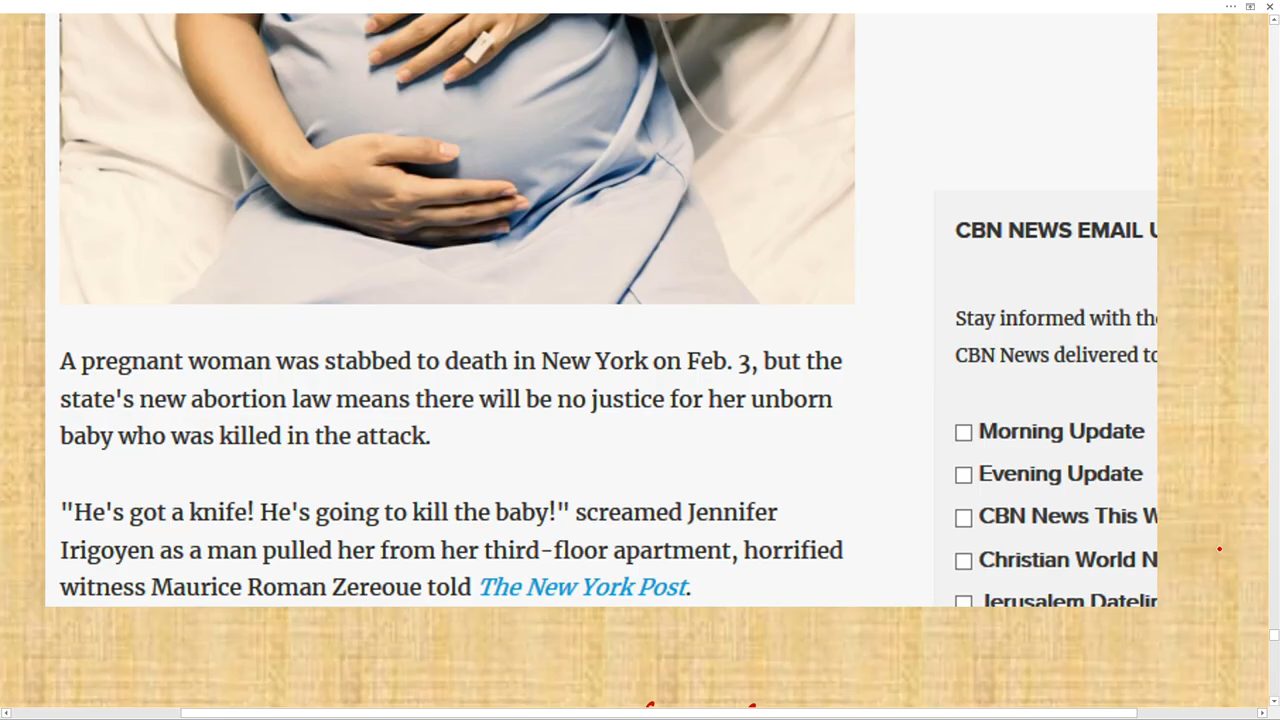 A pregnant woman was stabbed to death in New York on Feb. 3, but the
state's new abortion law means there will be no justice for her unborn
baby who was killed in the attack.
"He's got a knife! He's going to kill the baby!" screamed Jennifer
Irigoyen as a man pulled her from her third-floor apartment, horrified
witness Maurice Roman Zereoue told The New York Post.
CBN NEWS EMAIL
Stay informed with the
CBN News delivered to
Morning Update
Evening Update
CBN News This
Christian World
Jerusalem